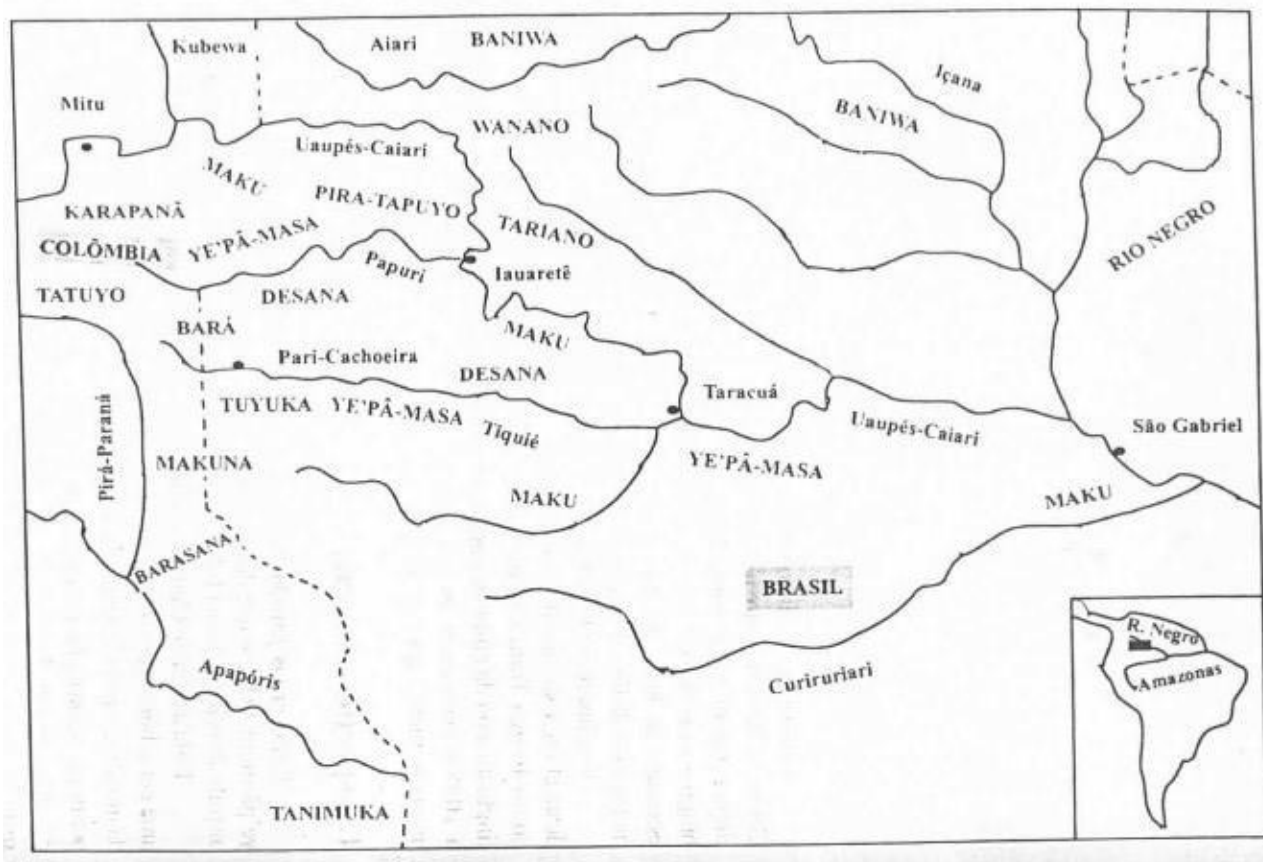 Kubewa
Aiari
BANIWA
Içana
Mitu
BANIWA
WANANO
Uaupés-Caiari
MAKU
PIRA-TAPUYO
KARAPANÃ
YE'PÂ-MASA
TARIANO
RIO NEGRO
COLÔMBIA
Papuri
Iauaretê
TATUYO
DESANA
BARÁ
MAKU
Pari-Cachoeira
DESANA
Taracuá
TUYUKA
YE'PÂ-MASA
Tiquié
Uaupés-Caiari
São Gabriel
Pirá-Paraná
MAKUNA
YE'PÂ-MASA
MAKU
MAKU
BARASANA
BRASIL
R. Negro
Apapóris
Curiruriari
Amazonas
TANIMUKA